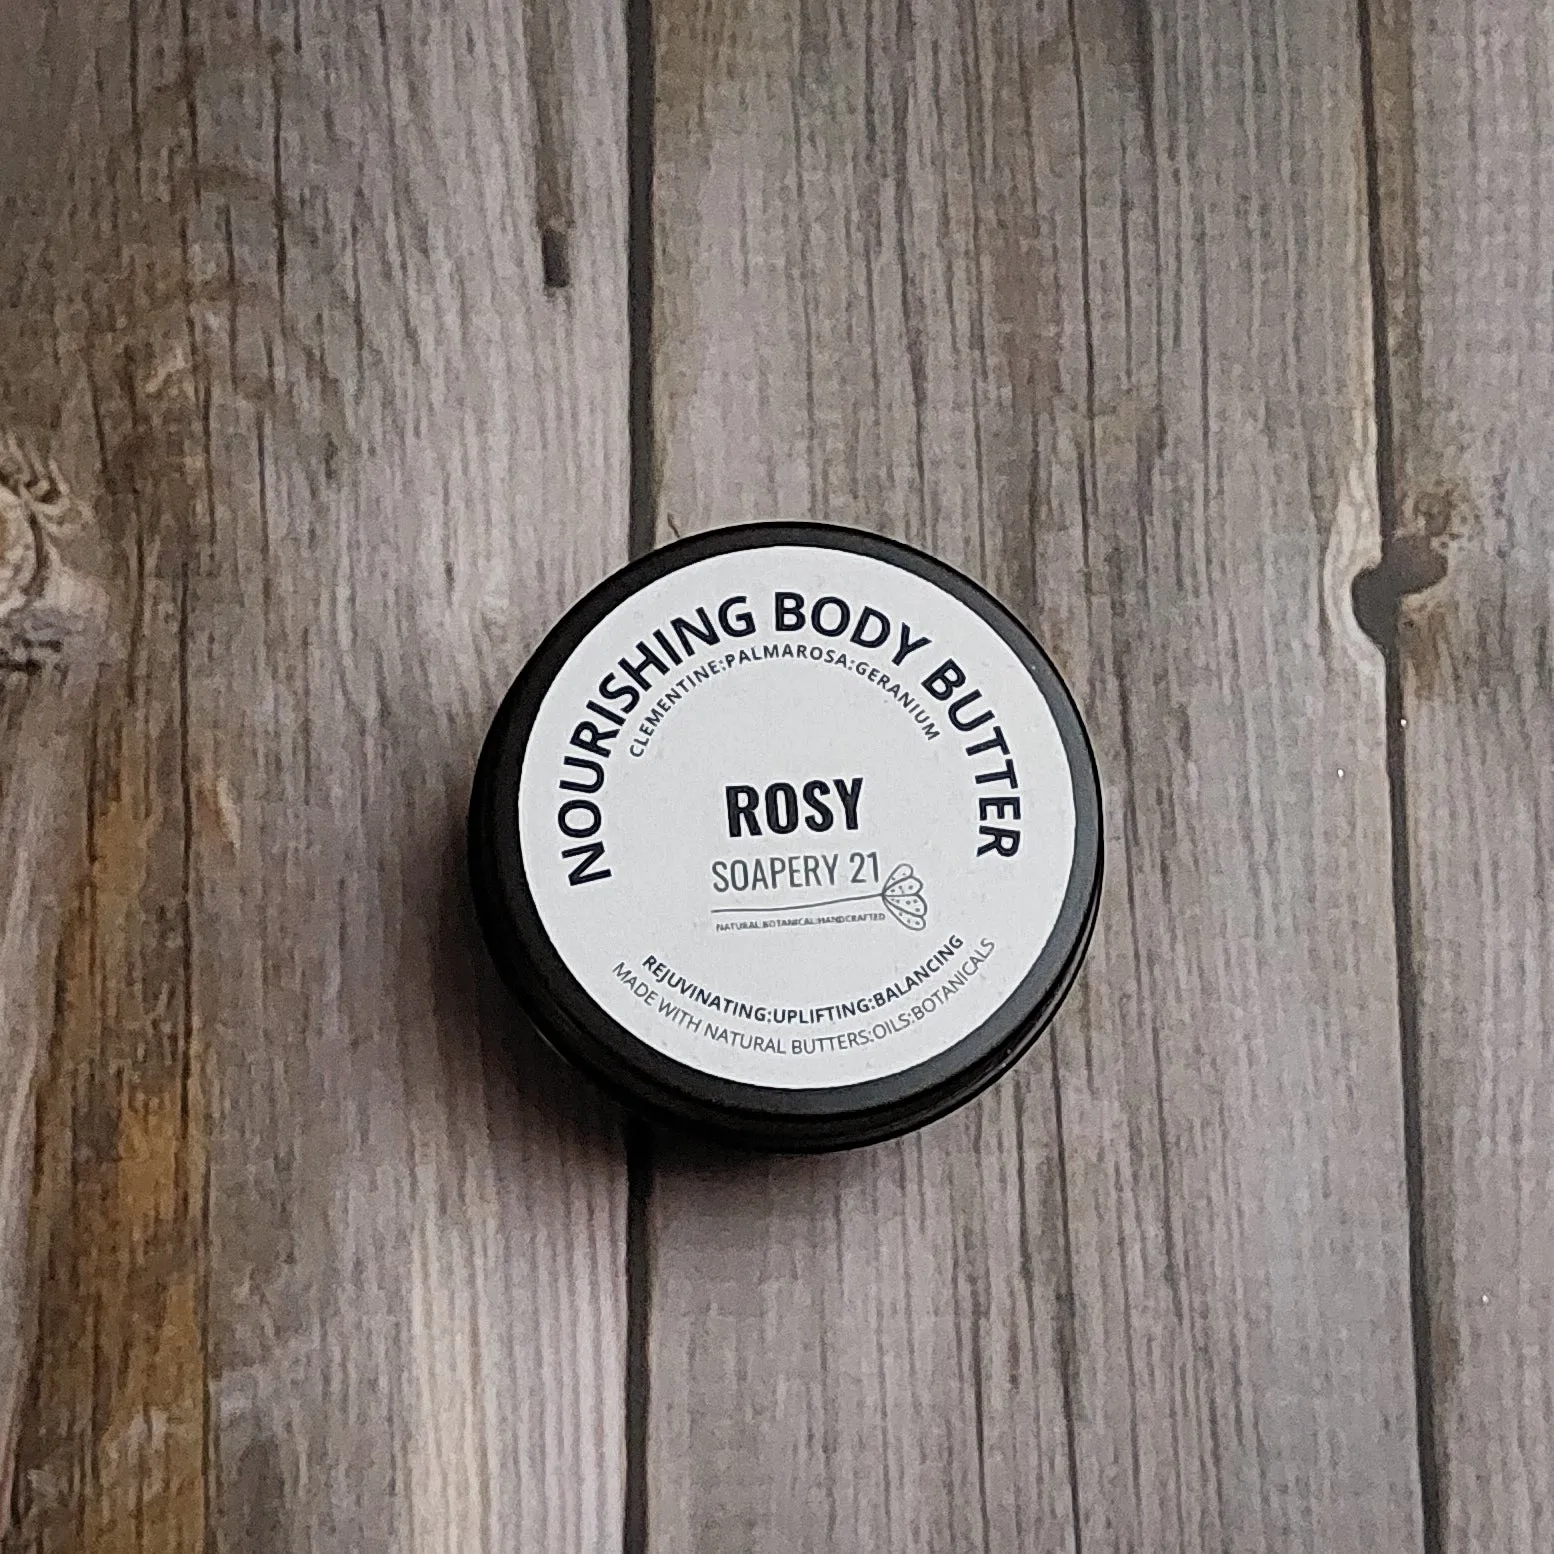 NOURISHING BODY BUTTER
CLEMENTINE:PALMAROSA:GERANIUM
ROSY
SOAPERY 21
NATURAL:BOTANICAL:HANDCRAFTED
REJUVINATING:UPLIFTING:BALANCING
MADE WITH NATURAL BUTTERS:OILS:BOTANICALS